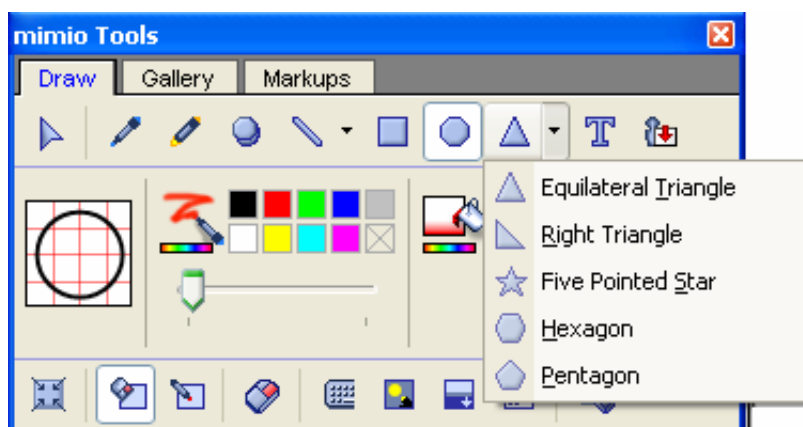 mimio Tools
Draw Gallery Markups
T
Equilateral Triangle
Right Triangle
Five Pointed Star
Hexagon
Pentagon